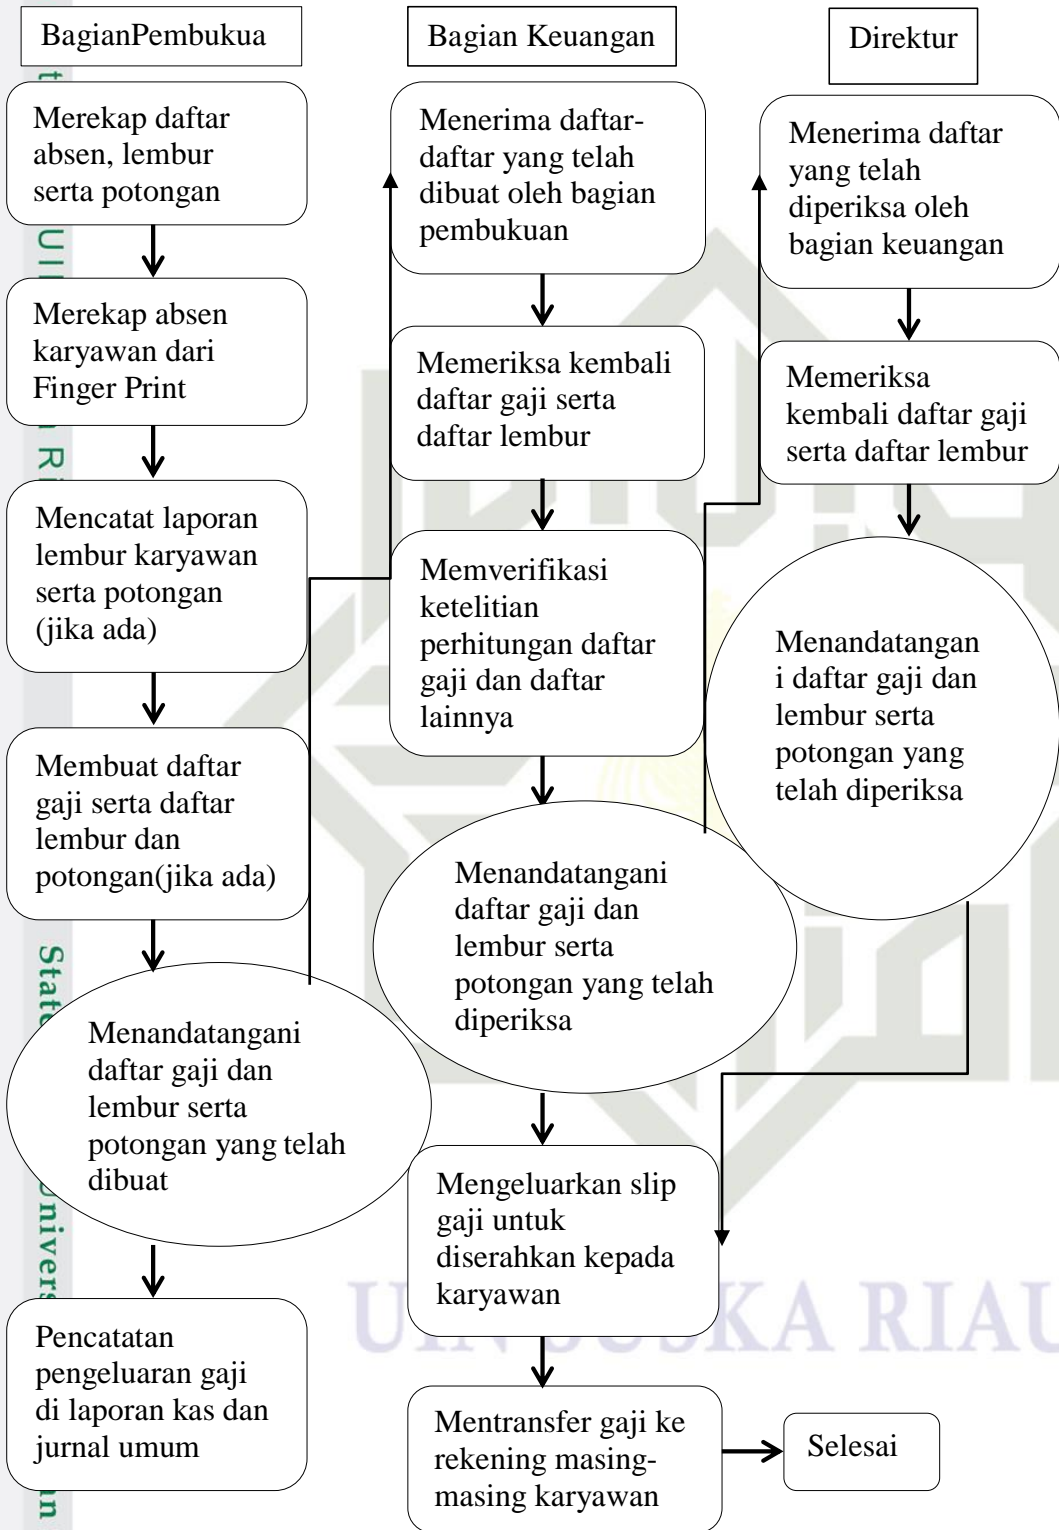 BagianPembukua
Merekap daftar
absen, lembur
serta potongan
Merekap absen
karyawan dari
Finger Print
Mencatat laporan
lembur karyawan
serta potongan
(jika ada)
Membuat daftar
gaji serta daftar
lembur dan
potongan(jika ada)
Menandatangani
daftar gaji dan
lembur serta
potongan yang telah
dibuat
Pencatatan
pengeluaran gaji
di laporan kas dan
jurnal umum
Bagian Keuangan
Menerima daftar-
daftar yang telah
dibuat oleh bagian
pembukuan
Memeriksa kembali
daftar gaji serta
daftar lembur
Memverifikasi
ketelitian
perhitungan daftar
gaji dan daftar
lainnya
Menandatangani
daftar gaji dan
lembur serta
potongan yang telah
diperiksa
Mengeluarkan slip
gaji untuk
diserahkan kepada
karyawan
Mentransfer gaji ke
rekening masing-
masing karyawan
Selesai
Direktur
Menerima daftar
yang telah
diperiksa oleh
bagian keuangan
Memeriksa
kembali daftar gaji
serta daftar lembur
Menandatangan
i daftar gaji dan
lembur serta
potongan yang
telah diperiksa
SKA RIAU